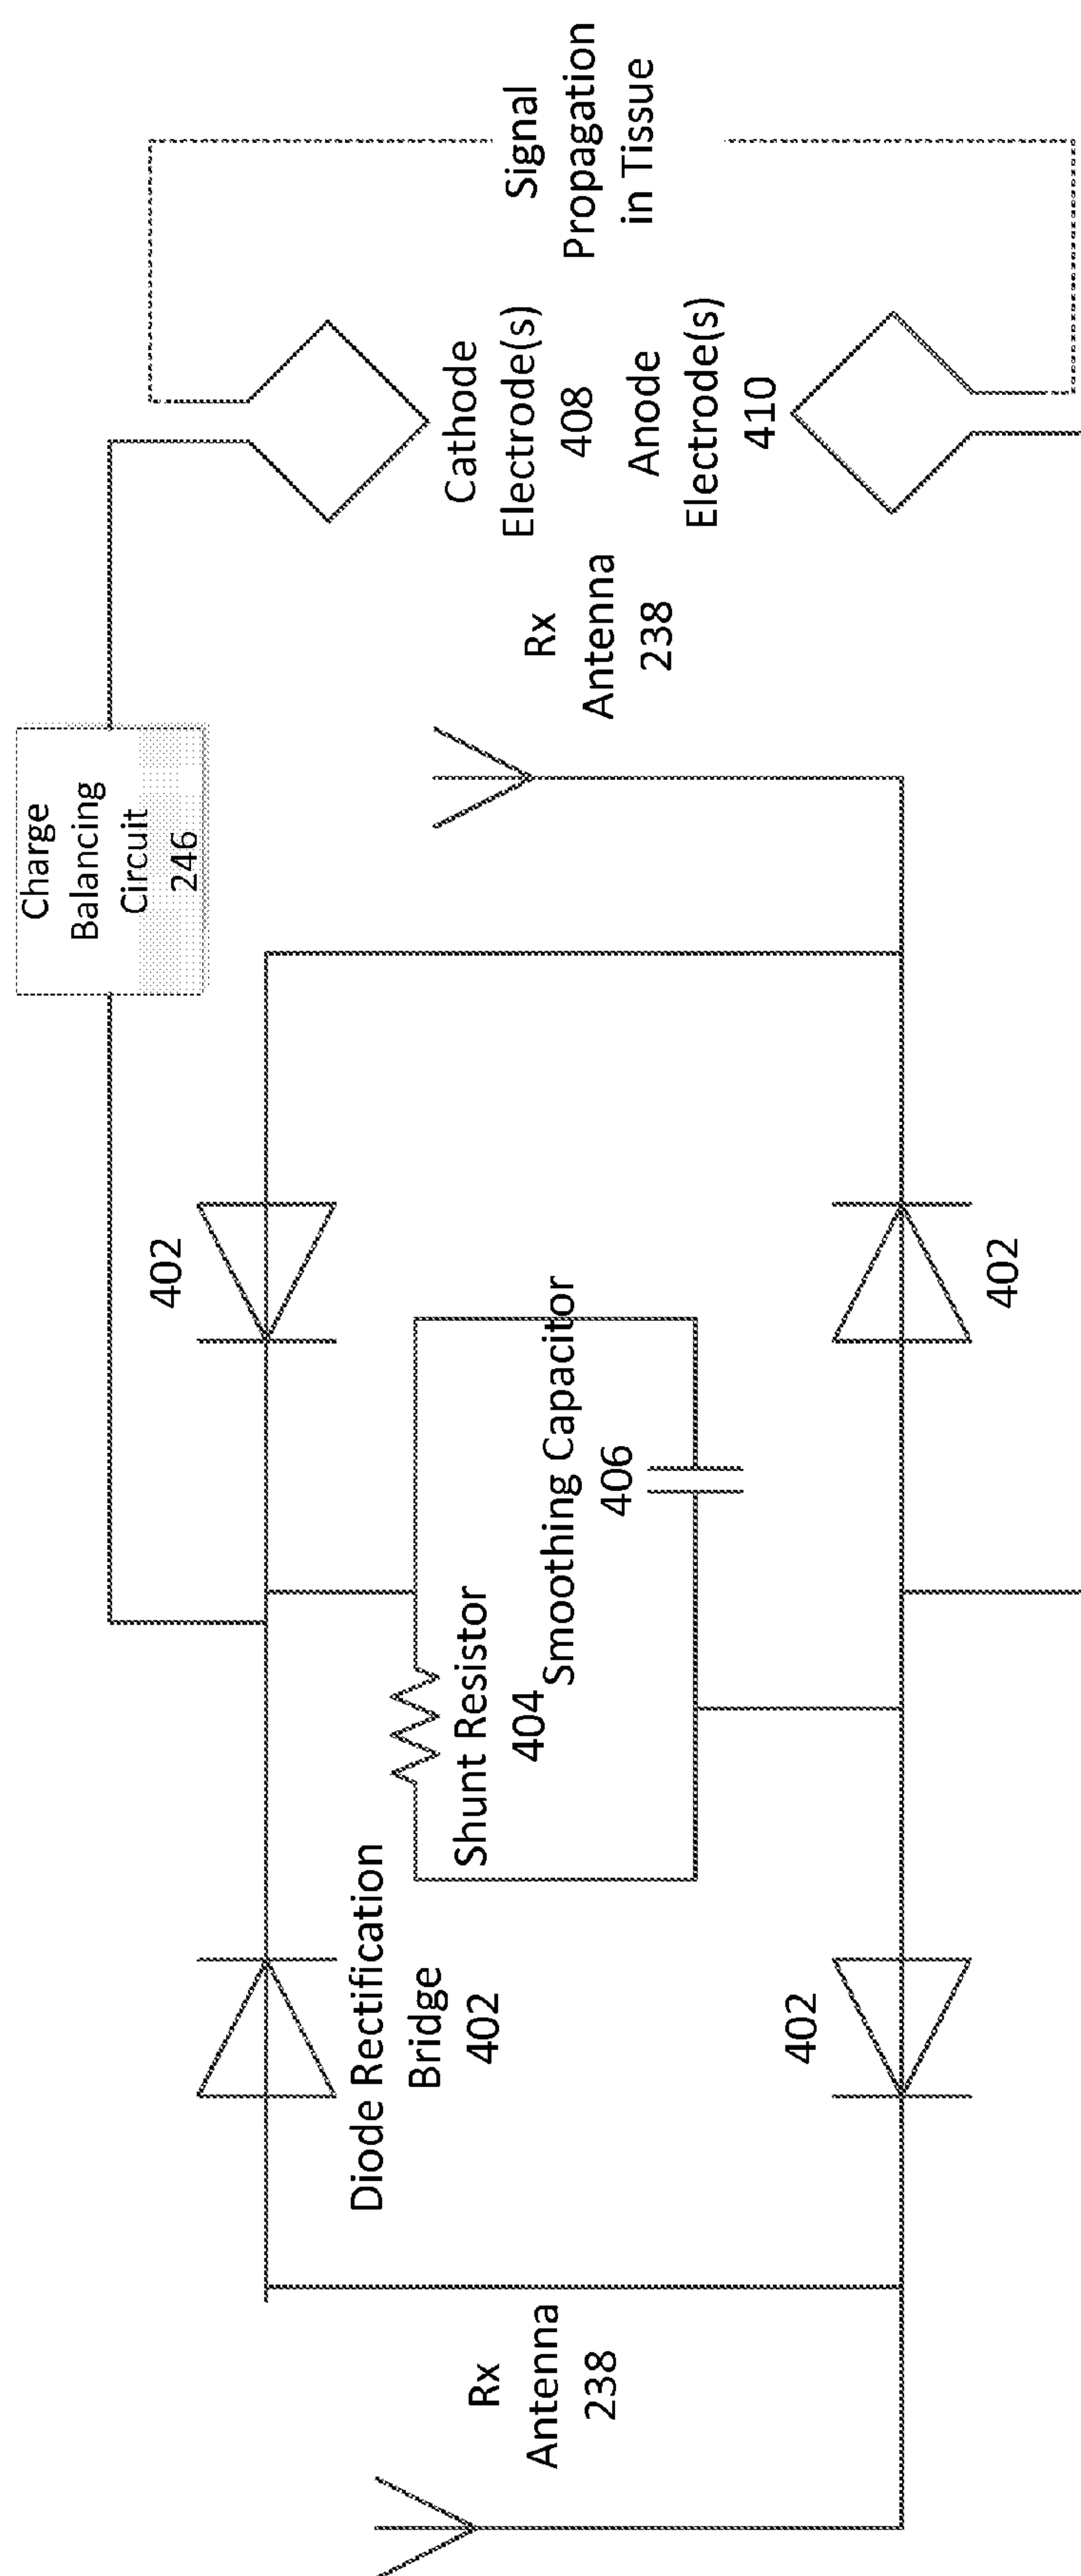 Charge
Balancing
Circuit
246
402
Diode Rectification
Bridge
402
Shunt Resistor
404
Smoothing Capacitor
406
402
402
Rx
Antenna
238
Rx
Antenna
238
Cathode
Electrode(s)
408
Anode
Electrode(s)
410
Signal
Propagation
in Tissue